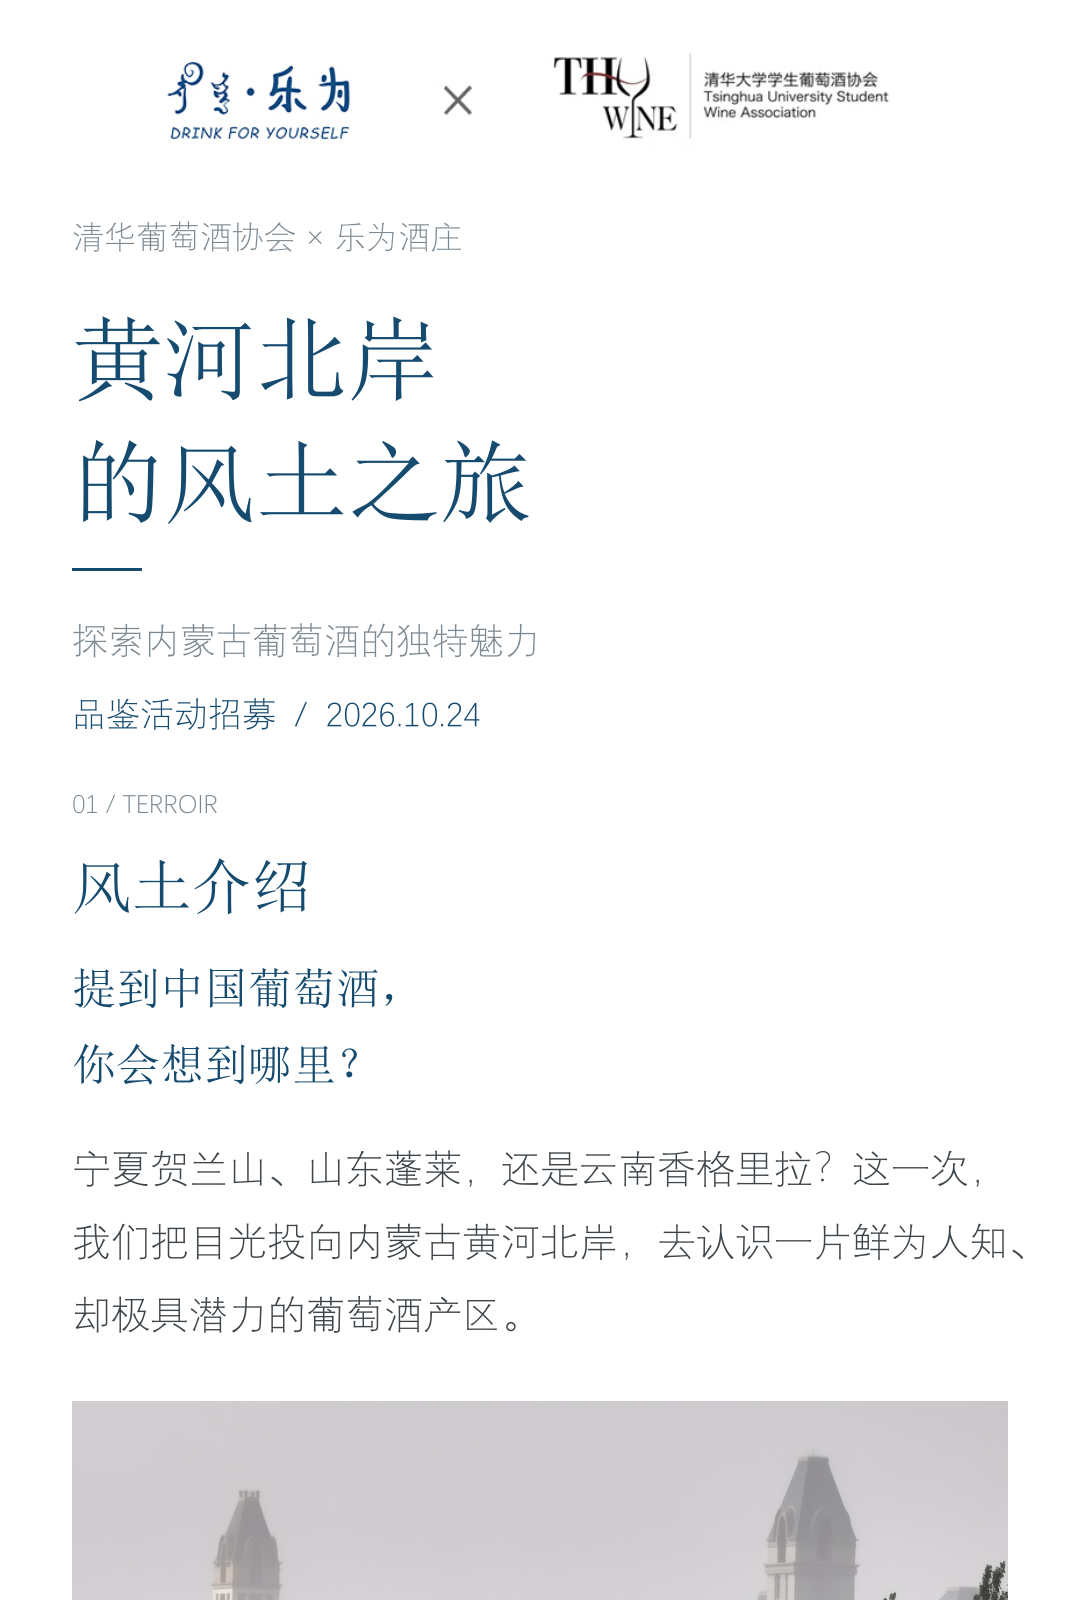 乐为
DRINK FOR YOURSELF
×
THU
WINE
清华大学学生葡萄酒协会
Tsinghua University Student
Wine Association
清华葡萄酒协会 × 乐为酒庄
黄河北岸
的风土之旅
探索内蒙古葡萄酒的独特魅力
品鉴活动招募 / 2026.10.24
01 / TERROIR
风土介绍
提到中国葡萄酒，
你会想到哪里？
宁夏贺兰山、山东蓬莱，还是云南香格里拉？这一次，
我们把目光投向内蒙古黄河北岸，去认识一片鲜为人知、
却极具潜力的葡萄酒产区。